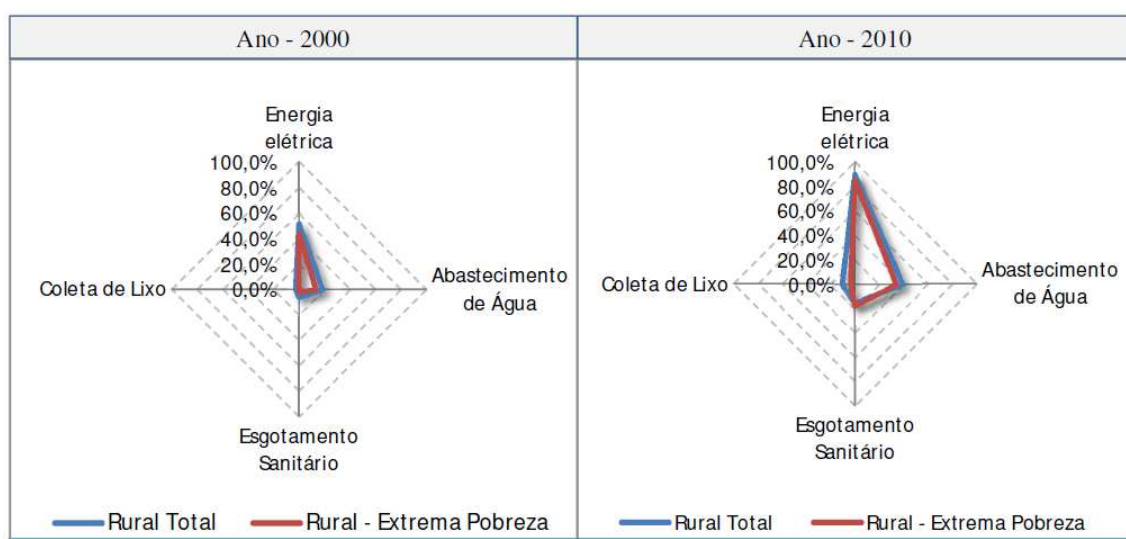 Ano - 2000
Energia
elétrica
100,0%
80,0%
60,0%
40,0%
20,0%
0,0%
Coleta de Lixo
Abastecimento
de Água
Esgotamento
Sanitário
Rural Total
Rural - Extrema Pobreza
Ano - 2010
Energia
elétrica
100,0%
80,0%
60,0%
40,0%
20,0%
0,0%
Coleta de Lixo
Abastecimento
de Água
Esgotamento
Sanitário
Rural Total
Rural - Extrema Pobreza